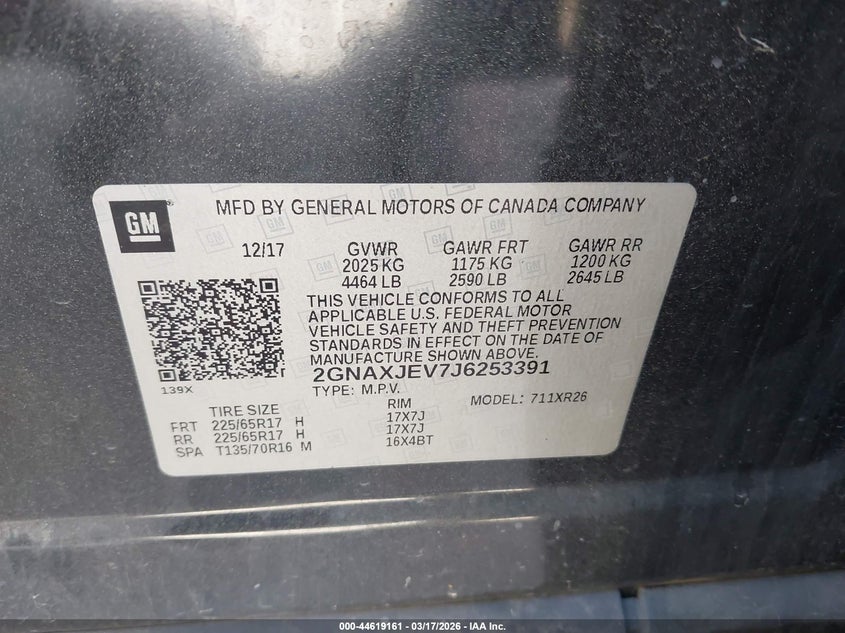 GM
MFD BY GENERAL MOTORS OF CANADA COMPANY
12/17 GVWR GAWR FRT GAWR RR
2025 KG 1175 KG 1200 KG
4464 LB 2590 LB 2645 LB
THIS VEHICLE CONFORMS TO ALL
APPLICABLE U.S. FEDERAL MOTOR
VEHICLE SAFETY AND THEFT PREVENTION
STANDARDS IN EFFECT ON THE DATE OF
MANUFACTURE SHOWN ABOVE.
139X
2GNAXJEV7J6253391
TYPE: M.P.V.
MODEL: 711XR26
TIRE SIZE RIM
FRT 225/65R17 H 17X7J
RR 225/65R17 H 17X7J
SPA T135/70R16 M 16X4BT
000-44619161 - 03/17/2026 - IAA Inc.